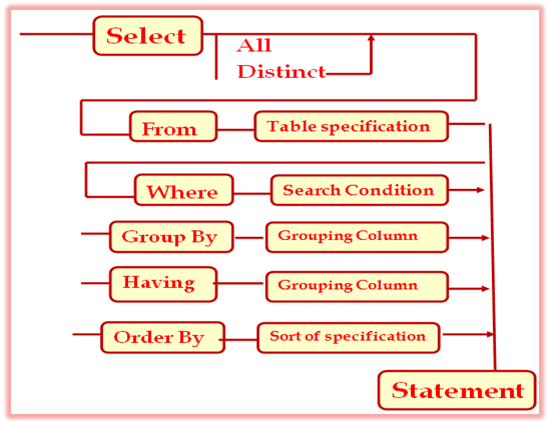 Select
All
Distinct
From Table specification
Where Search Condition
Group By Grouping Column
Having Grouping Column
Order By Sort of specification
Statement